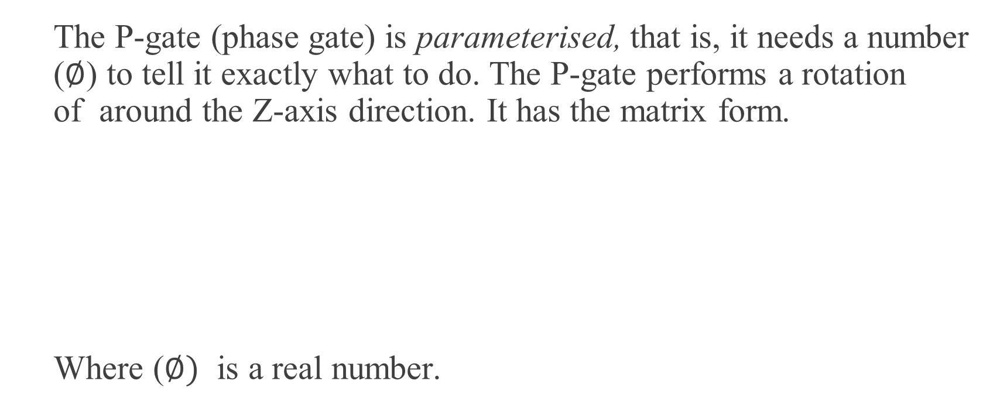 The P-gate (phase gate) is parameterised, that is, it needs a number
(∅) to tell it exactly what to do. The P-gate performs a rotation
of around the Z-axis direction. It has the matrix form.
Where (∅) is a real number.